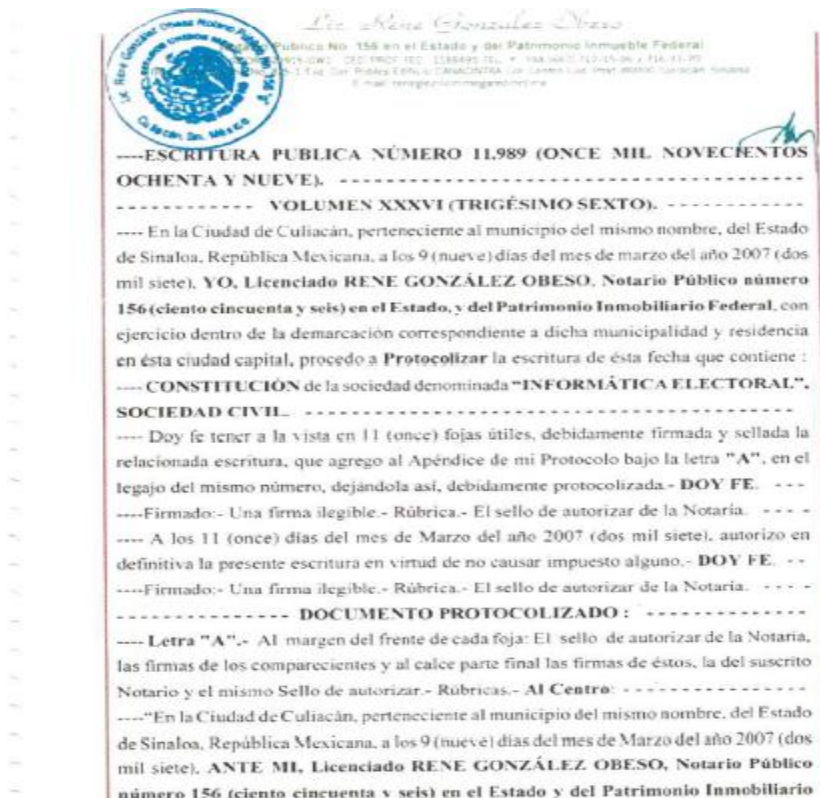 Lic. Rene Gonzalez Obeso
Notario Publico No. 156 en el Estado y del Patrimonio Inmueble Federal
Lic. René González Obeso Notario Público
ESTADOS UNIDOS MEXICANOS
Culiacán, Sin. México
----ESCRITURA PUBLICA NÚMERO 11,989 (ONCE MIL NOVECIENTOS
OCHENTA Y NUEVE). - - - - - - - - - - - - - - - - - - - - - - - - - - - - - - - - - - - - - - - - -
- - - - - - - - - - - - VOLUMEN XXXVI (TRIGÉSIMO SEXTO). - - - - - - - - - - - -
---- En la Ciudad de Culiacán, perteneciente al municipio del mismo nombre, del Estado
de Sinaloa, República Mexicana, a los 9 (nueve) días del mes de marzo del año 2007 (dos
mil siete), YO, Licenciado RENE GONZÁLEZ OBESO, Notario Público número
156 (ciento cincuenta y seis) en el Estado, y del Patrimonio Inmobiliario Federal, con
ejercicio dentro de la demarcación correspondiente a dicha municipalidad y residencia
en ésta ciudad capital, procedo a Protocolizar la escritura de ésta fecha que contiene :
---- CONSTITUCIÓN de la sociedad denominada "INFORMÁTICA ELECTORAL",
SOCIEDAD CIVIL. - - - - - - - - - - - - - - - - - - - - - - - - - - - - - - - - - - - - - - - - - - -
---- Doy fe tener a la vista en 11 (once) fojas útiles, debidamente firmada y sellada la
relacionada escritura, que agrego al Apéndice de mi Protocolo bajo la letra "A", en el
legajo del mismo número, dejándola así, debidamente protocolizada.- DOY FE. - - -
----Firmado:- Una firma ilegible.- Rúbrica.- El sello de autorizar de la Notaría. - - - -
---- A los 11 (once) días del mes de Marzo del año 2007 (dos mil siete), autorizo en
definitiva la presente escritura en virtud de no causar impuesto alguno.- DOY FE. - -
----Firmado:- Una firma ilegible.- Rúbrica.- El sello de autorizar de la Notaría. - - - -
- - - - - - - - - - - - - - - DOCUMENTO PROTOCOLIZADO : - - - - - - - - - - - - - -
---- Letra "A".- Al margen del frente de cada foja: El sello de autorizar de la Notaría,
las firmas de los comparecientes y al calce parte final las firmas de éstos, la del suscrito
Notario y el mismo Sello de autorizar.- Rúbricas.- Al Centro: - - - - - - - - - - - - - - - -
----"En la Ciudad de Culiacán, perteneciente al municipio del mismo nombre, del Estado
de Sinaloa, República Mexicana, a los 9 (nueve) días del mes de Marzo del año 2007 (dos
mil siete), ANTE MI, Licenciado RENE GONZÁLEZ OBESO, Notario Público
número 156 (ciento cincuenta y seis) en el Estado y del Patrimonio Inmobiliario